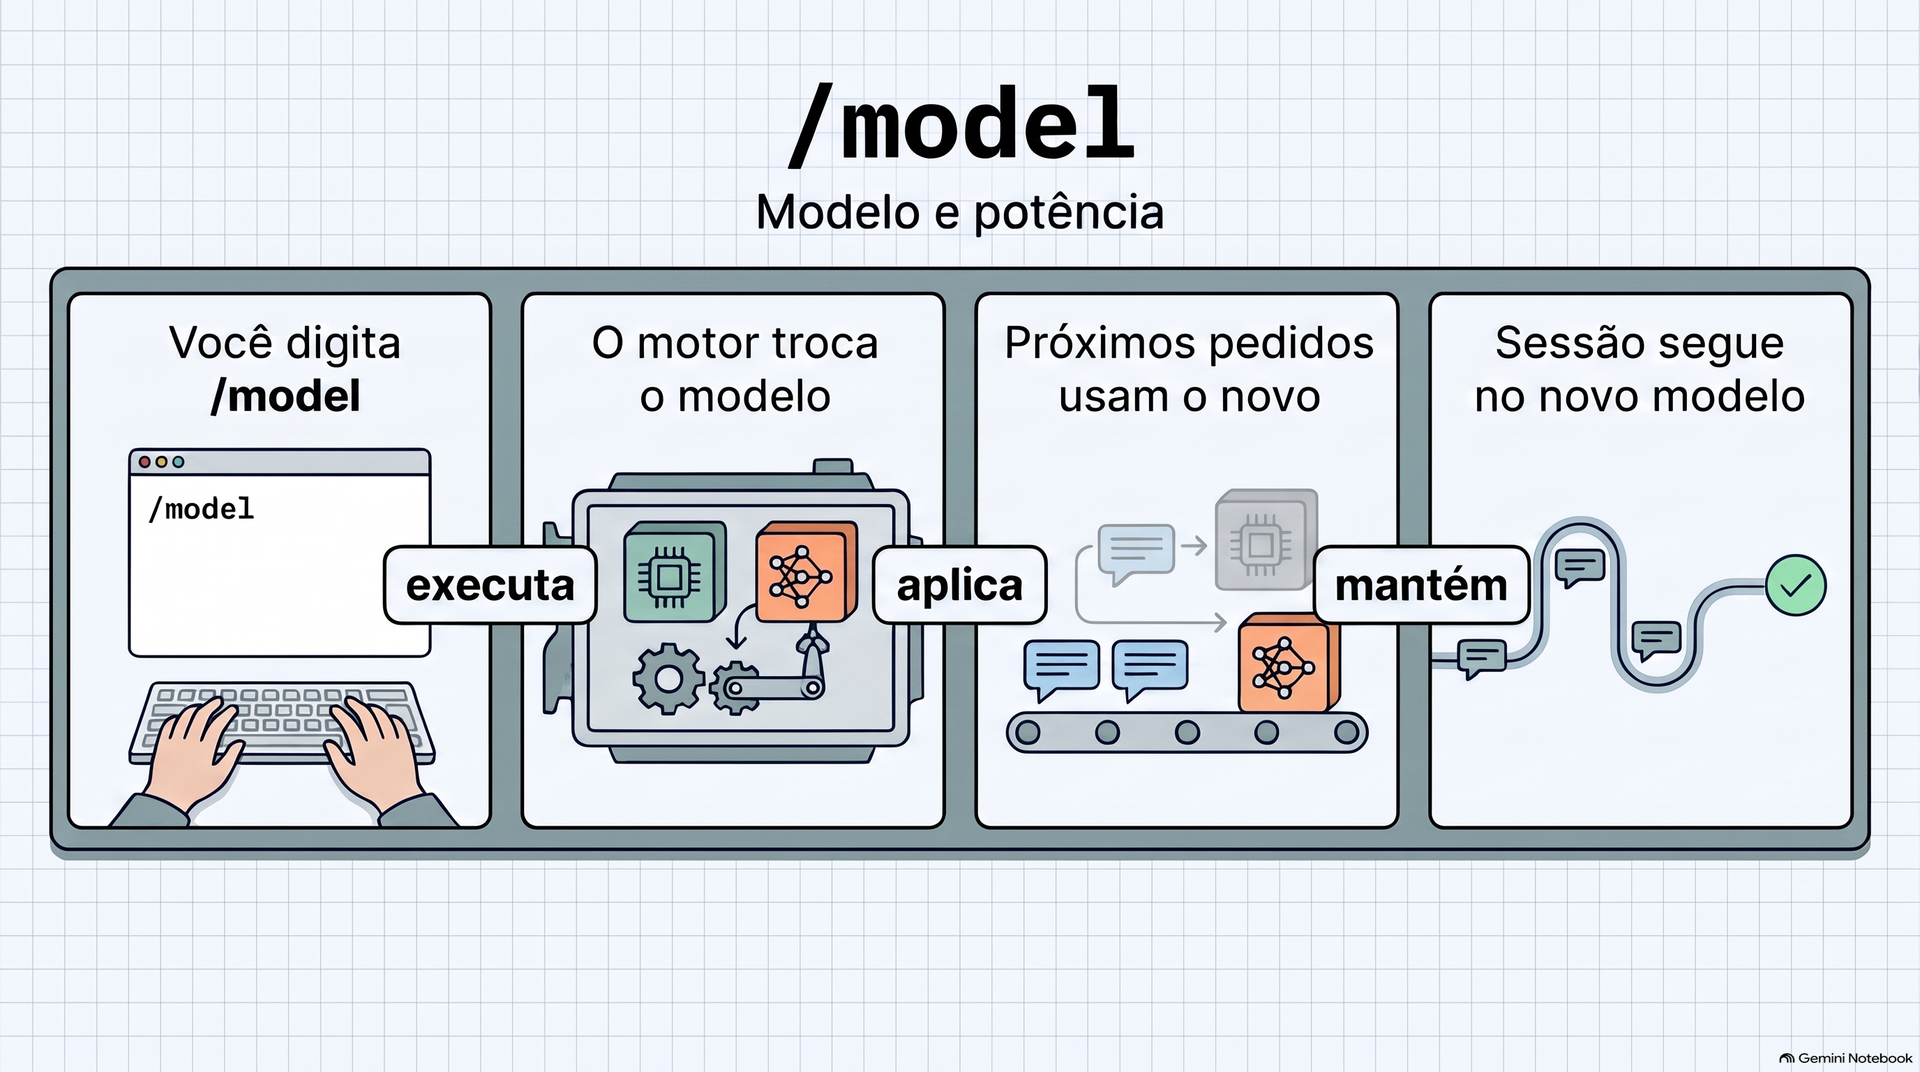 /model
Modelo e potência
Você digita
/model
/model
executa
O motor troca
o modelo
aplica
Próximos pedidos
usam o novo
mantém
Sessão segue
no novo modelo
Gemini Notebook